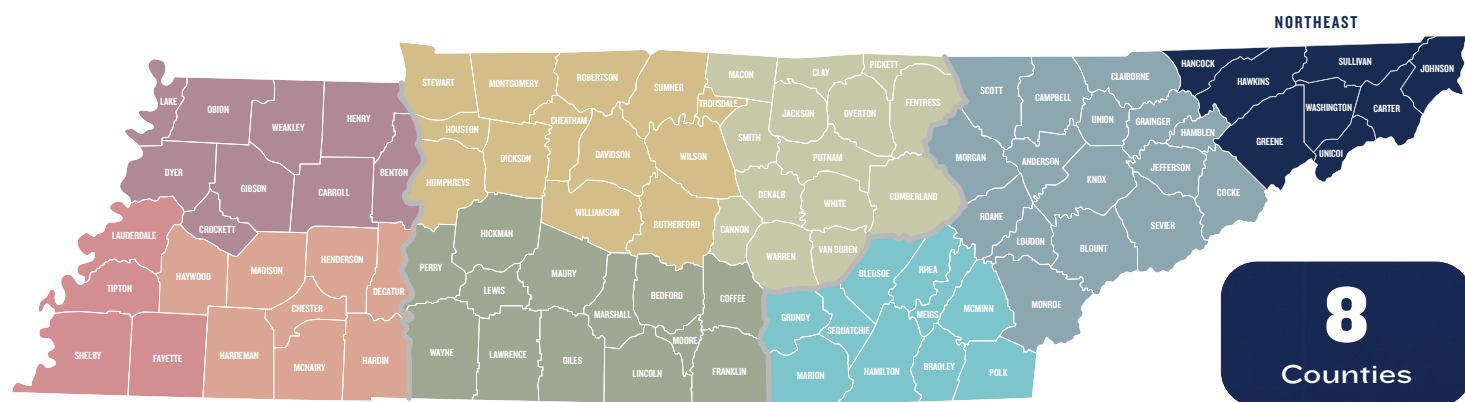 NORTHEAST
LAKE
OBION
WEAKLEY
HENRY
DYER
GIBSON
CARROLL
BENTON
CROCKETT
LAUDERDALE
TIPTON
SHELBY
FAYETTE
HAYWOOD
MADISON
HENDERSON
DECATUR
CHESTER
HARDEMAN
MCNAIRY
HARDIN
STEWART
MONTGOMERY
ROBERTSON
SUMNER
TROUSDALE
HOUSTON
CHEATHAM
DICKSON
DAVIDSON
WILSON
HUMPHREYS
WILLIAMSON
RUTHERFORD
HICKMAN
PERRY
LEWIS
MAURY
BEDFORD
COFFEE
MARSHALL
MOORE
WAYNE
LAWRENCE
GILES
LINCOLN
FRANKLIN
MACON
CLAY
PICKETT
JACKSON
OVERTON
FENTRESS
SMITH
PUTNAM
DEKALB
WHITE
CUMBERLAND
CANNON
WARREN
VAN BUREN
BLEDSOE
RHEA
GRUNDY
SEQUATCHIE
MEIGS
MCMINN
MARION
HAMILTON
BRADLEY
POLK
SCOTT
CAMPBELL
CLAIBORNE
UNION
GRAINGER
HAMBLEN
MORGAN
ANDERSON
KNOX
JEFFERSON
COCKE
ROANE
LOUDON
BLOUNT
SEVIER
MONROE
HANCOCK
HAWKINS
SULLIVAN
JOHNSON
WASHINGTON
CARTER
GREENE
UNICOI
8
Counties